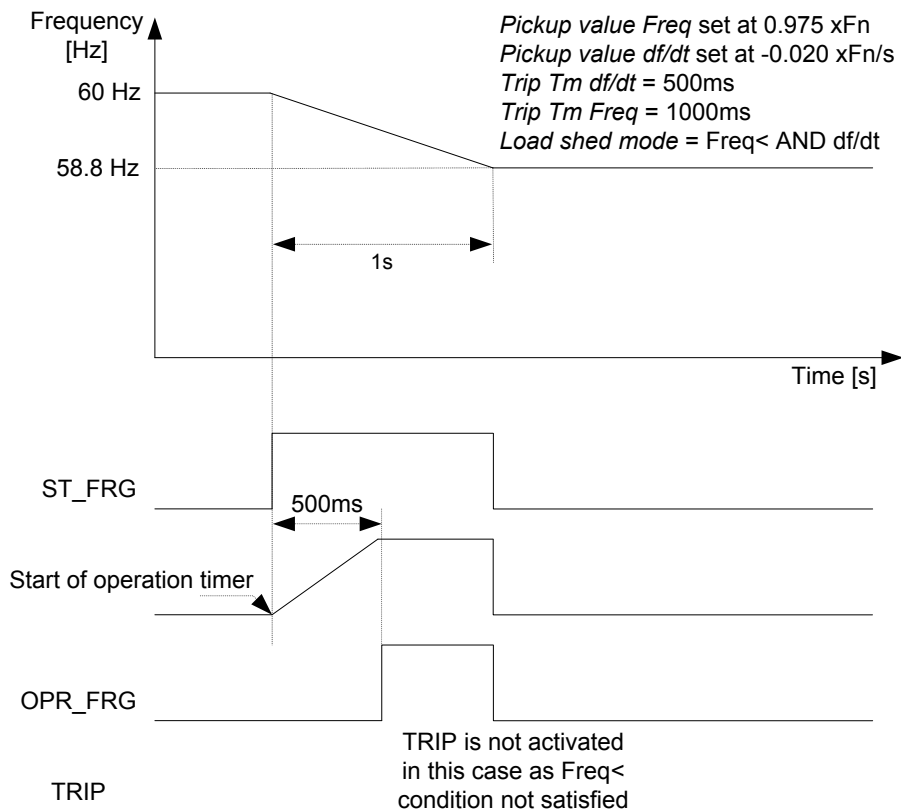 Frequency
[Hz]
Pickup value Freq set at 0.975 xFn
Pickup value df/dt set at -0.020 xFn/s
Trip Tm df/dt = 500ms
Trip Tm Freq = 1000ms
Load shed mode = Freq< AND df/dt
60 Hz
58.8 Hz
1s
Time [s]
ST_FRG
500ms
Start of operation timer
OPR_FRG
TRIP is not activated
in this case as Freq<
condition not satisfied
TRIP